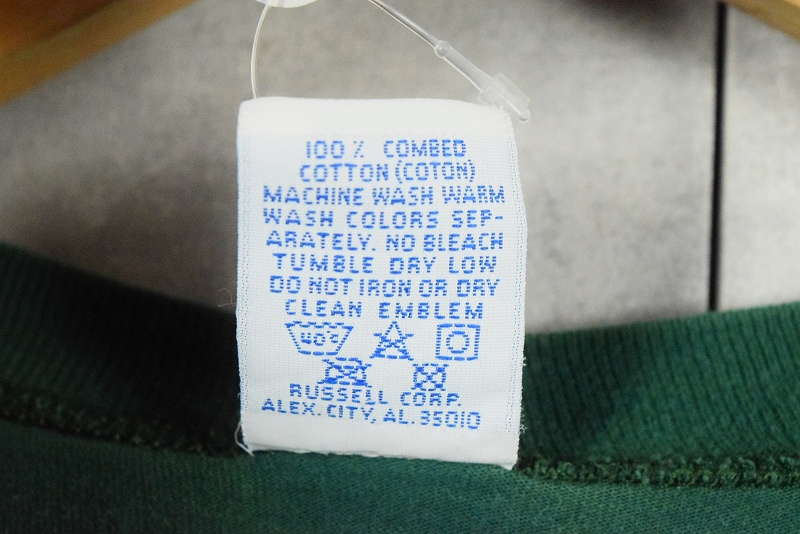 100% COMBED
COTTON (COTON)
MACHINE WASH WARM
WASH COLORS SEP-
ARATELY. NO BLEACH
TUMBLE DRY LOW
DO NOT IRON OR DRY
CLEAN EMBLEM
40°C
RUSSELL CORP.
ALEX. CITY, AL. 35010